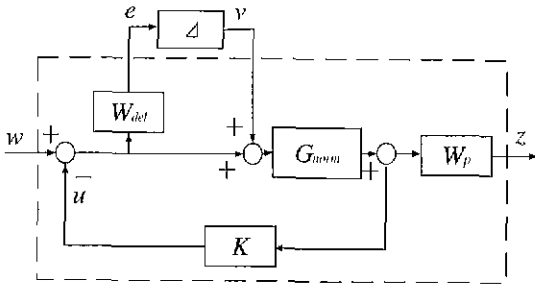 e Δ v
W_del
w + + z
+ G_nom + W_p
− u
K